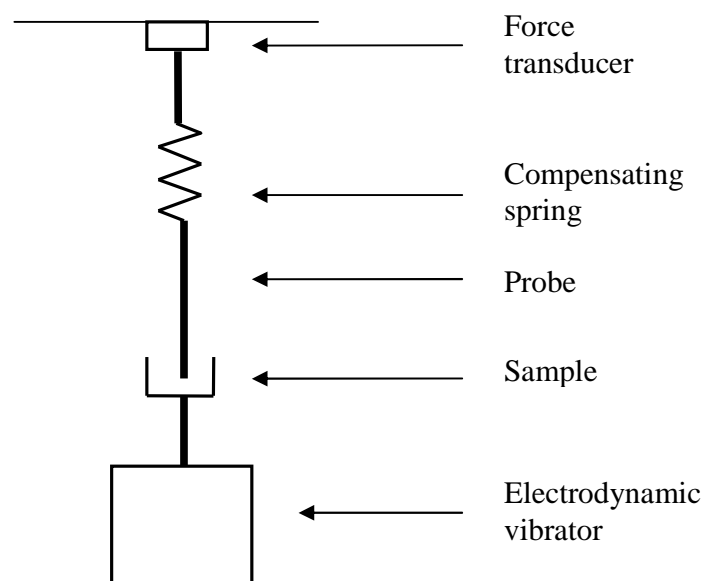 Force
transducer
Compensating
spring
Probe
Sample
Electrodynamic
vibrator